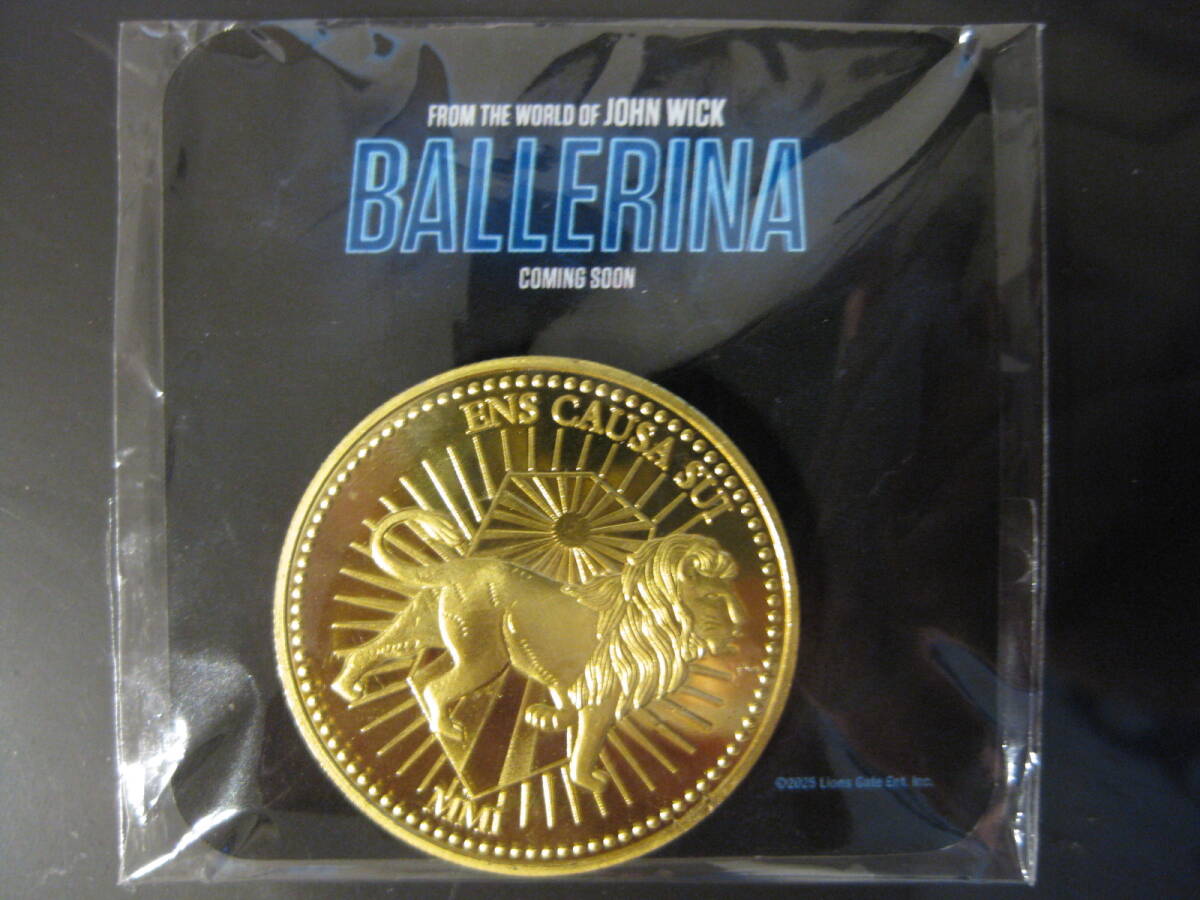 FROM THE WORLD OF JOHN WICK
BALLERINA
COMING SOON
ENS CAUSA SUI
MMI
©2025 Lions Gate Ent. Inc.